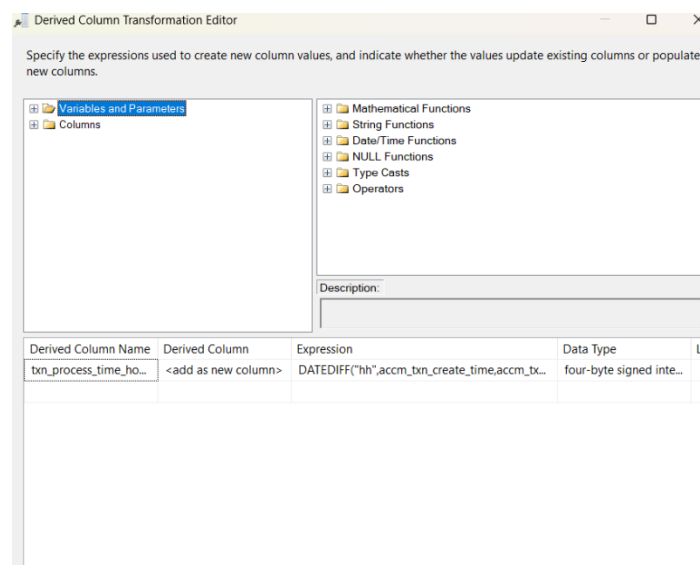 Derived Column Transformation Editor
Specify the expressions used to create new column values, and indicate whether the values update existing columns or populate
new columns.
Variables and Parameters
Columns
Mathematical Functions
String Functions
Date/Time Functions
NULL Functions
Type Casts
Operators
Description:
Derived Column Name Derived Column Expression Data Type L
txn_process_time_ho... <add as new column> DATEDIFF("hh",accm_txn_create_time,accm_tx... four-byte signed inte...